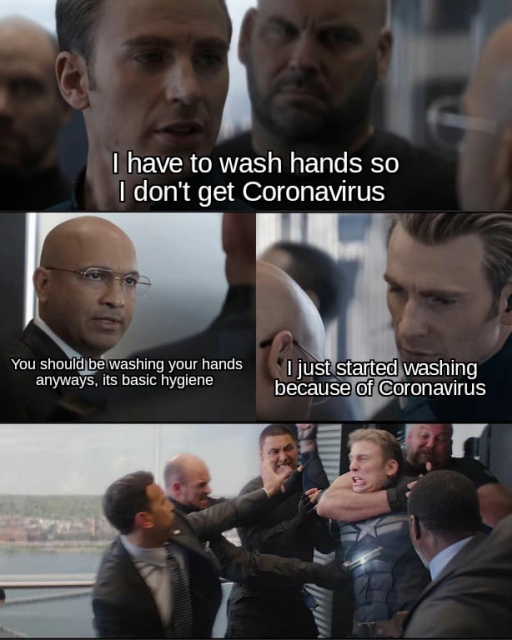 I have to wash hands so
I don't get Coronavirus
You should be washing your hands
anyways, its basic hygiene
I just started washing
because of Coronavirus